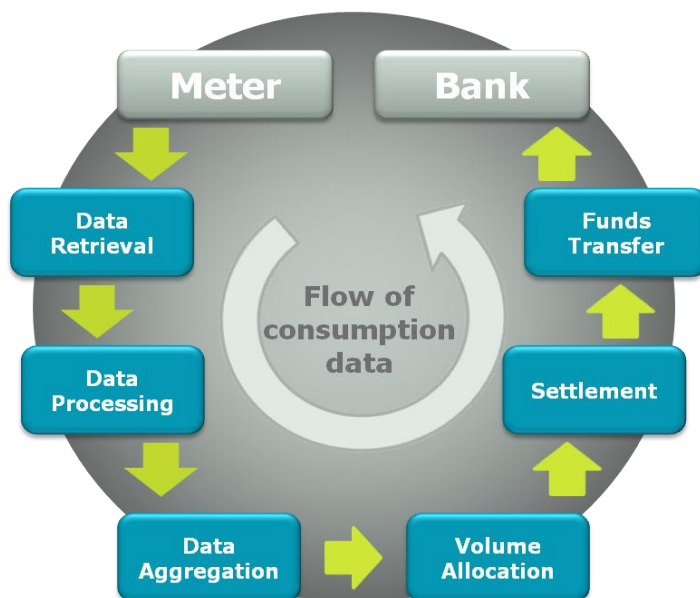 Meter
Bank
Data
Retrieval
Funds
Transfer
Flow of
consumption
data
Data
Processing
Settlement
Data
Aggregation
Volume
Allocation